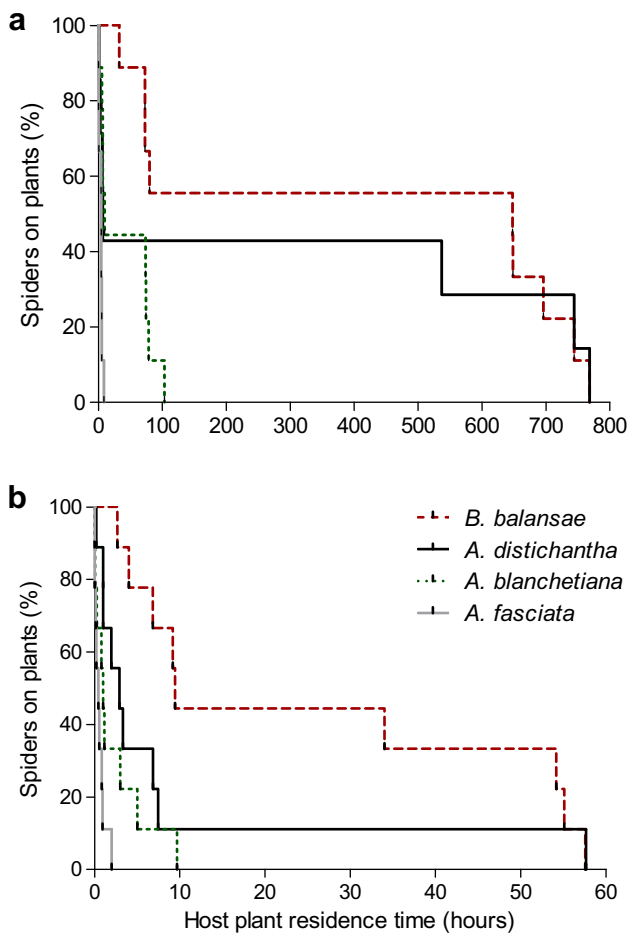 a
Spiders on plants (%)
100
80
60
40
20
0
0 100 200 300 400 500 600 700 800
b
Spiders on plants (%)
100
80
60
40
20
0
B. balansae
A. distichantha
A. blanchetiana
A. fasciata
0 10 20 30 40 50 60
Host plant residence time (hours)